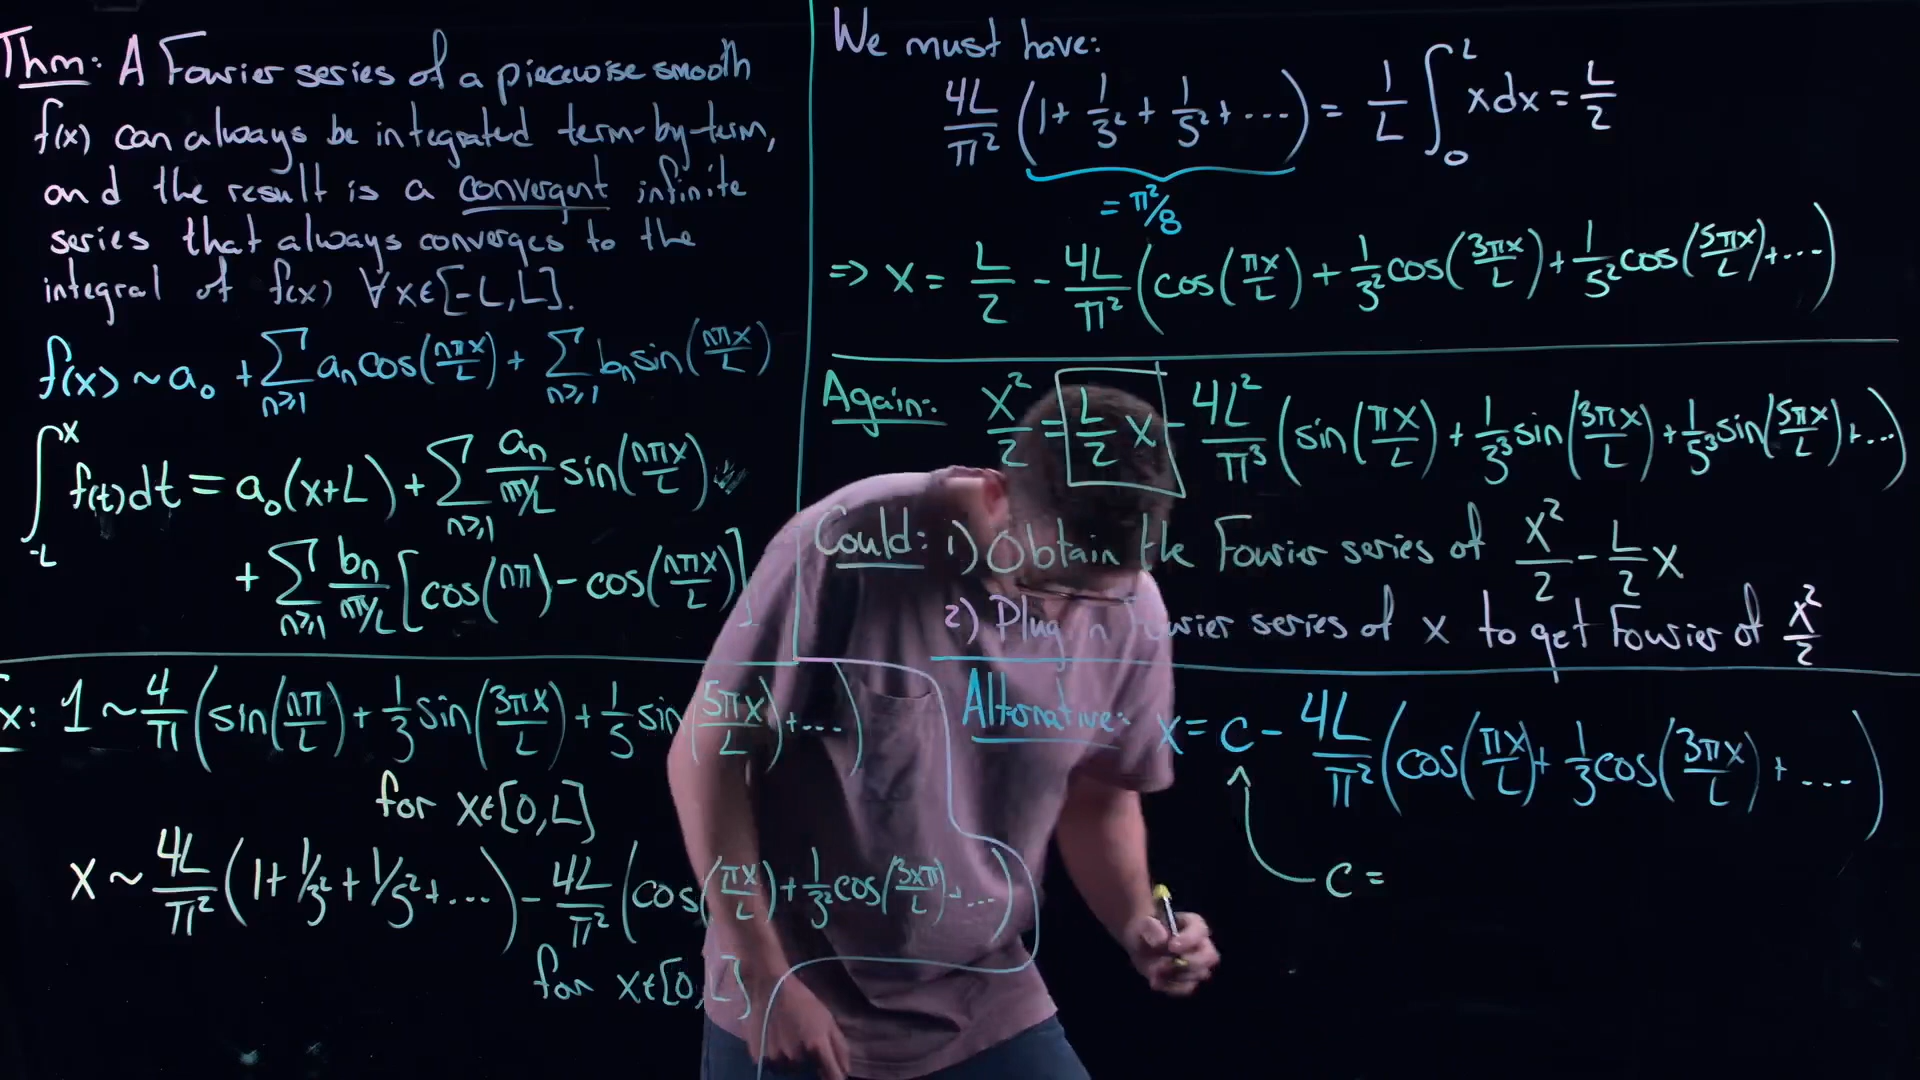 Thm: A Fourier series of a piecewise smooth
f(x) can always be integrated term-by-term,
and the result is a convergent infinite
series that always converges to the
integral of f(x) ∀x∈[-L,L].
f(x) ~ a₀ + ∑_{n≥1} aₙcos(nπx/L) + ∑_{n≥1} bₙsin(nπx/L)
∫_{-L}^{x} f(t)dt = a₀(x+L) + ∑_{n≥1} aₙ/(nπ/L) sin(nπx/L)
+ ∑_{n≥1} bₙ/(nπ/L) [cos(nπ) - cos(nπx/L)]
x: 1 ~ 4/π (sin(nπ/L) + 1/3 sin(3πx/L) + 1/5 sin(5πx/L) + ....)
for x∈[0,L]
x ~ 4L/π² (1 + 1/3² + 1/5² + ....) - 4L/π² (cos(πx/L) + 1/3² cos(3xπ/L) + ....)
for x∈[0,L]
We must have:
4L/π² (1 + 1/3² + 1/5² + ....) = 1/L ∫_{0}^{L} xdx = L/2
= π²/8
=> x = L/2 - 4L/π² (cos(πx/L) + 1/3² cos(3πx/L) + 1/5² cos(5πx/L) + ....)
Again: x²/2 = L/2 x - 4L²/π³ (sin(πx/L) + 1/3³ sin(3πx/L) + 1/5³ sin(5πx/L) + ...)
Could: 1) Obtain the Fourier series of x²/2 - L/2 x
2) Plug in Fourier series of x to get Fourier of x²/2
Alternative: x = C - 4L/π² (cos(πx/L) + 1/3 cos(3πx/L) + ....)
C =